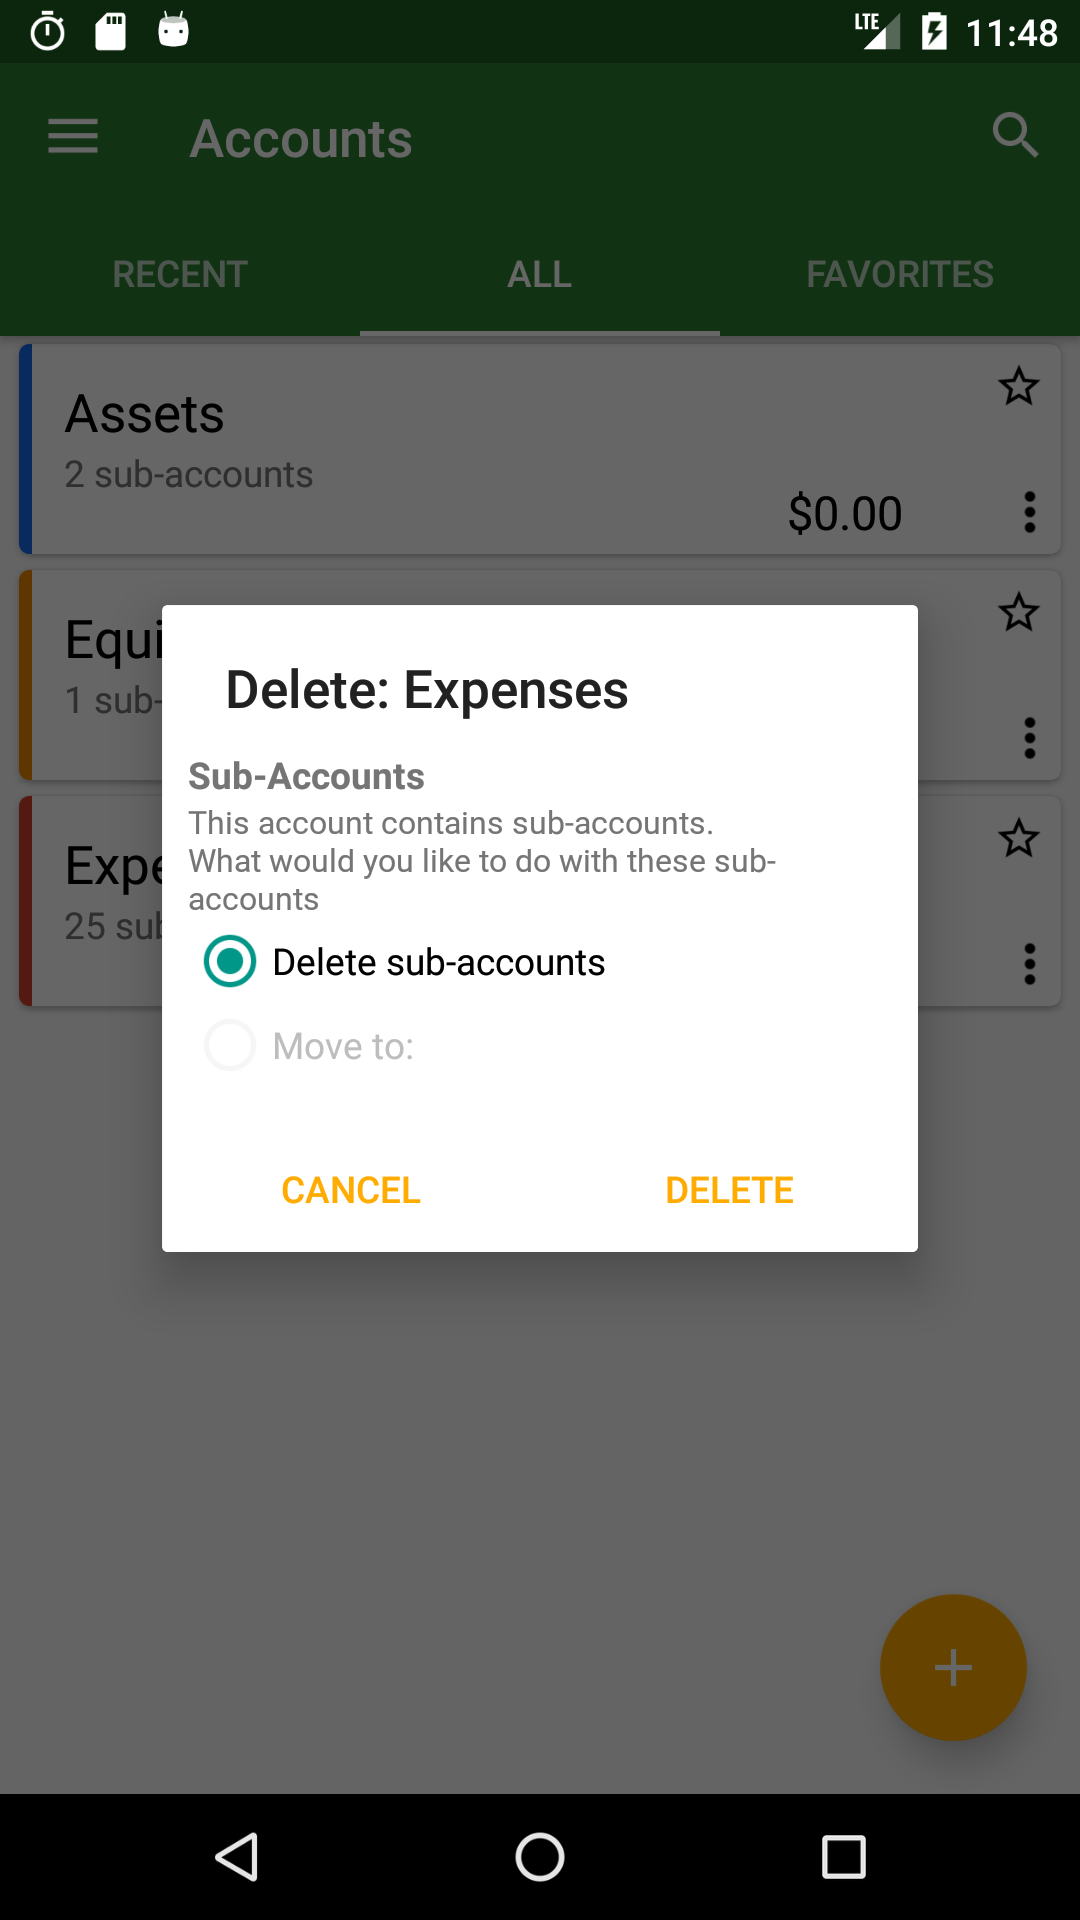 LTE 11:48
Accounts
RECENT ALL FAVORITES
Assets
2 sub-accounts
$0.00
Equi
1 sub-
Expe
25 sub
Delete: Expenses
Sub-Accounts
This account contains sub-accounts.
What would you like to do with these sub-
accounts
Delete sub-accounts
Move to:
CANCEL DELETE